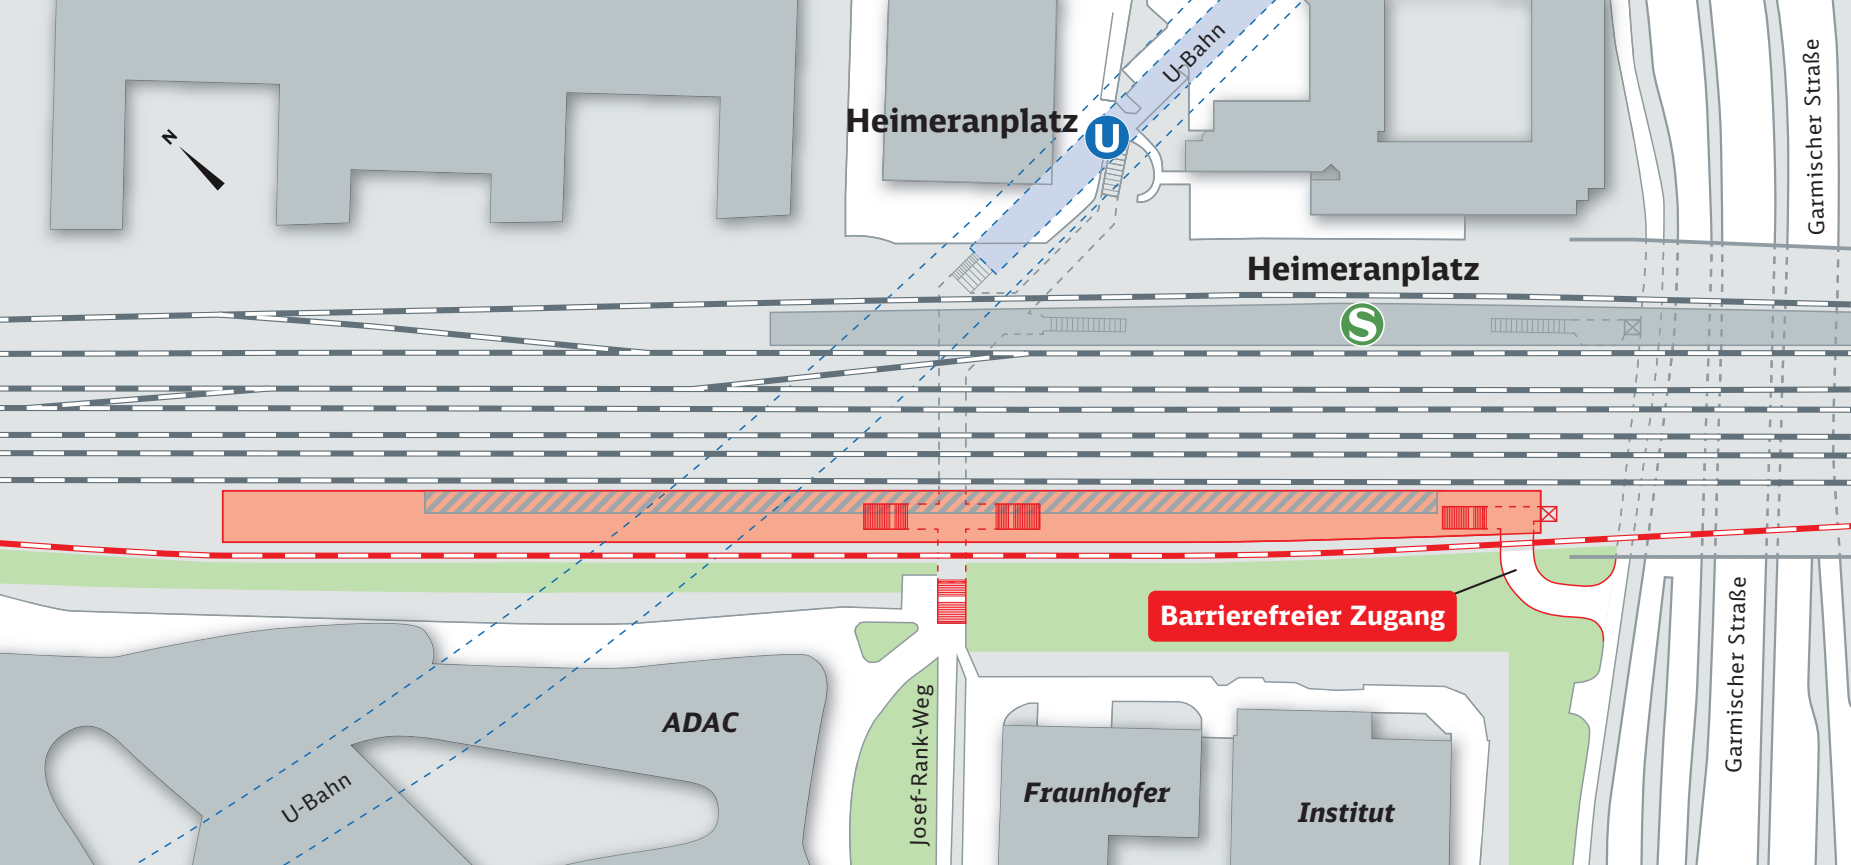 U-Bahn
Garmischer Straße
Heimeranplatz
U
N
Heimeranplatz
S
Barrierefreier Zugang
Garmischer Straße
ADAC
Josef-Rank-Weg
U-Bahn
Fraunhofer
Institut